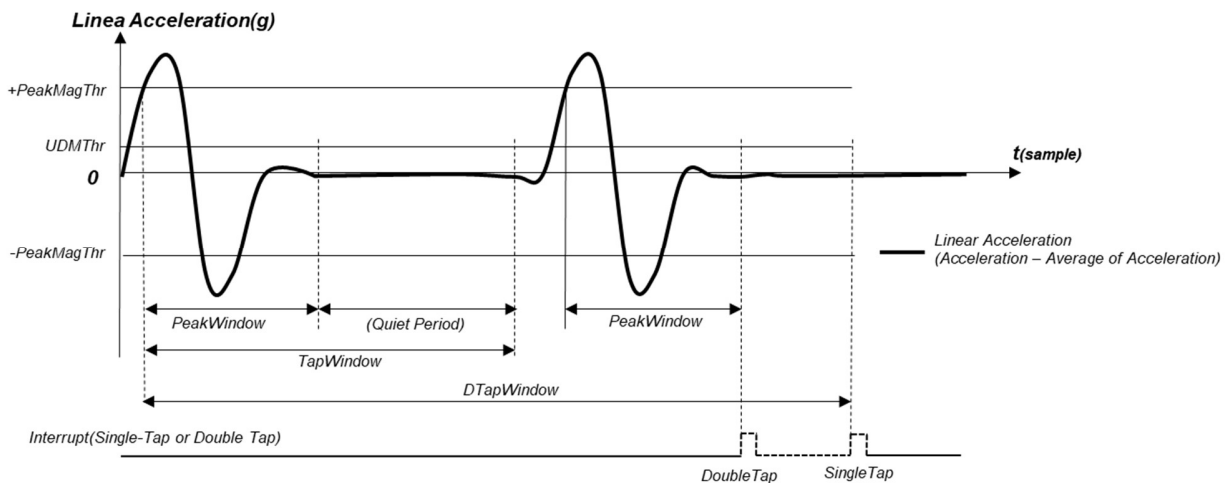 Linea Acceleration(g)
+PeakMagThr
UDMThr
0
t(sample)
-PeakMagThr
Linear Acceleration
(Acceleration – Average of Acceleration)
PeakWindow
(Quiet Period)
PeakWindow
TapWindow
DTapWindow
Interrupt(Single-Tap or Double Tap)
DoubleTap
SingleTap